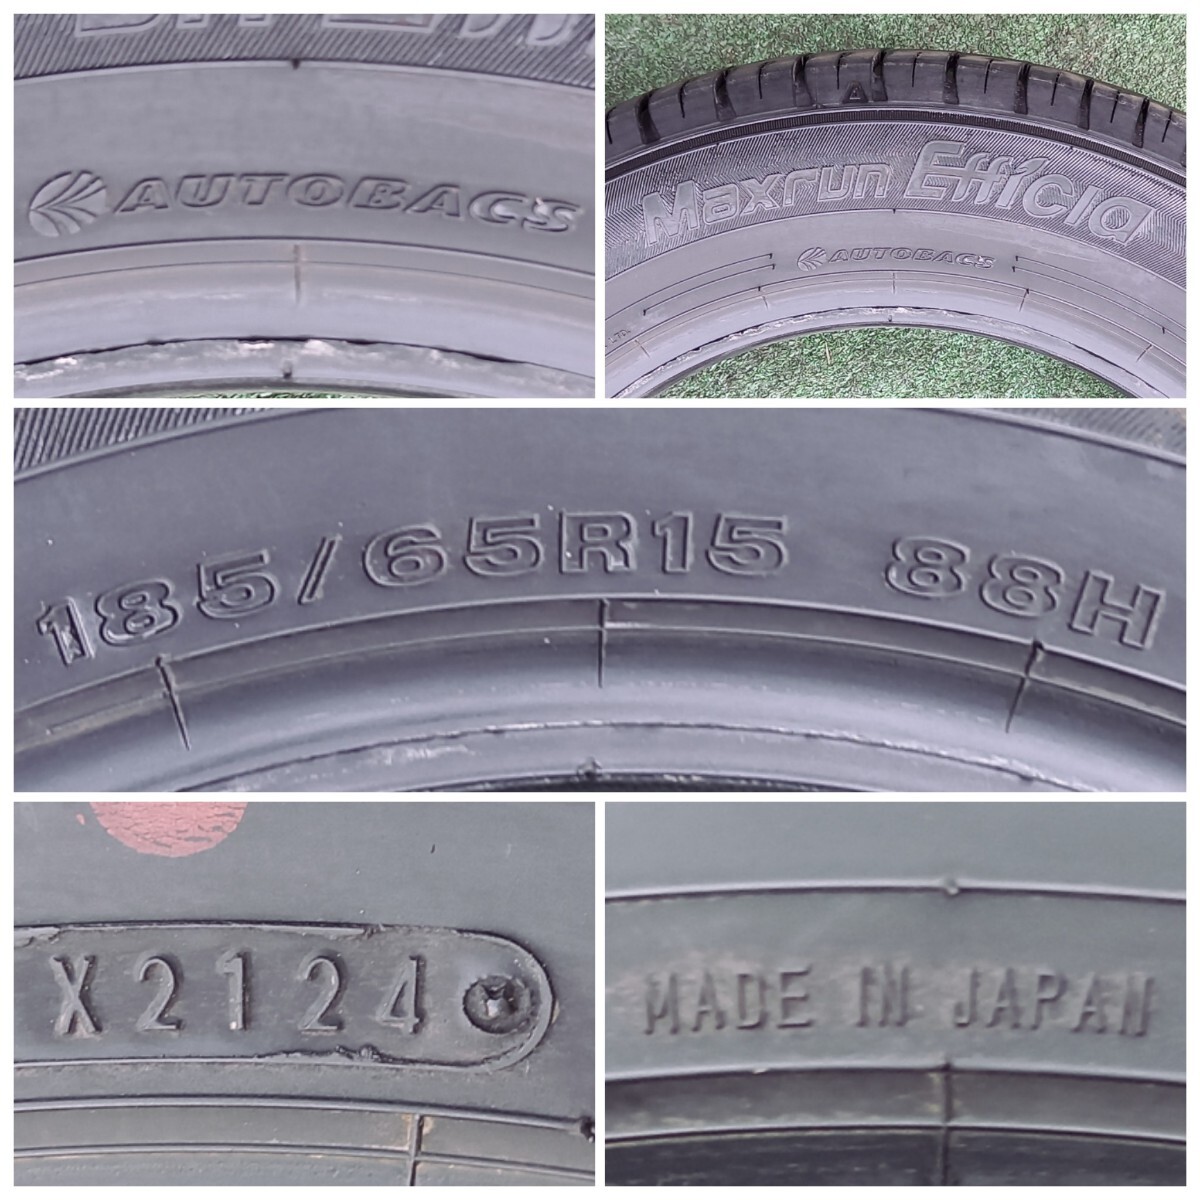 AUTOBACS
A
Maxrun Efficia
AUTOBACS
185/65R15 88H
X2124
MADE IN JAPAN